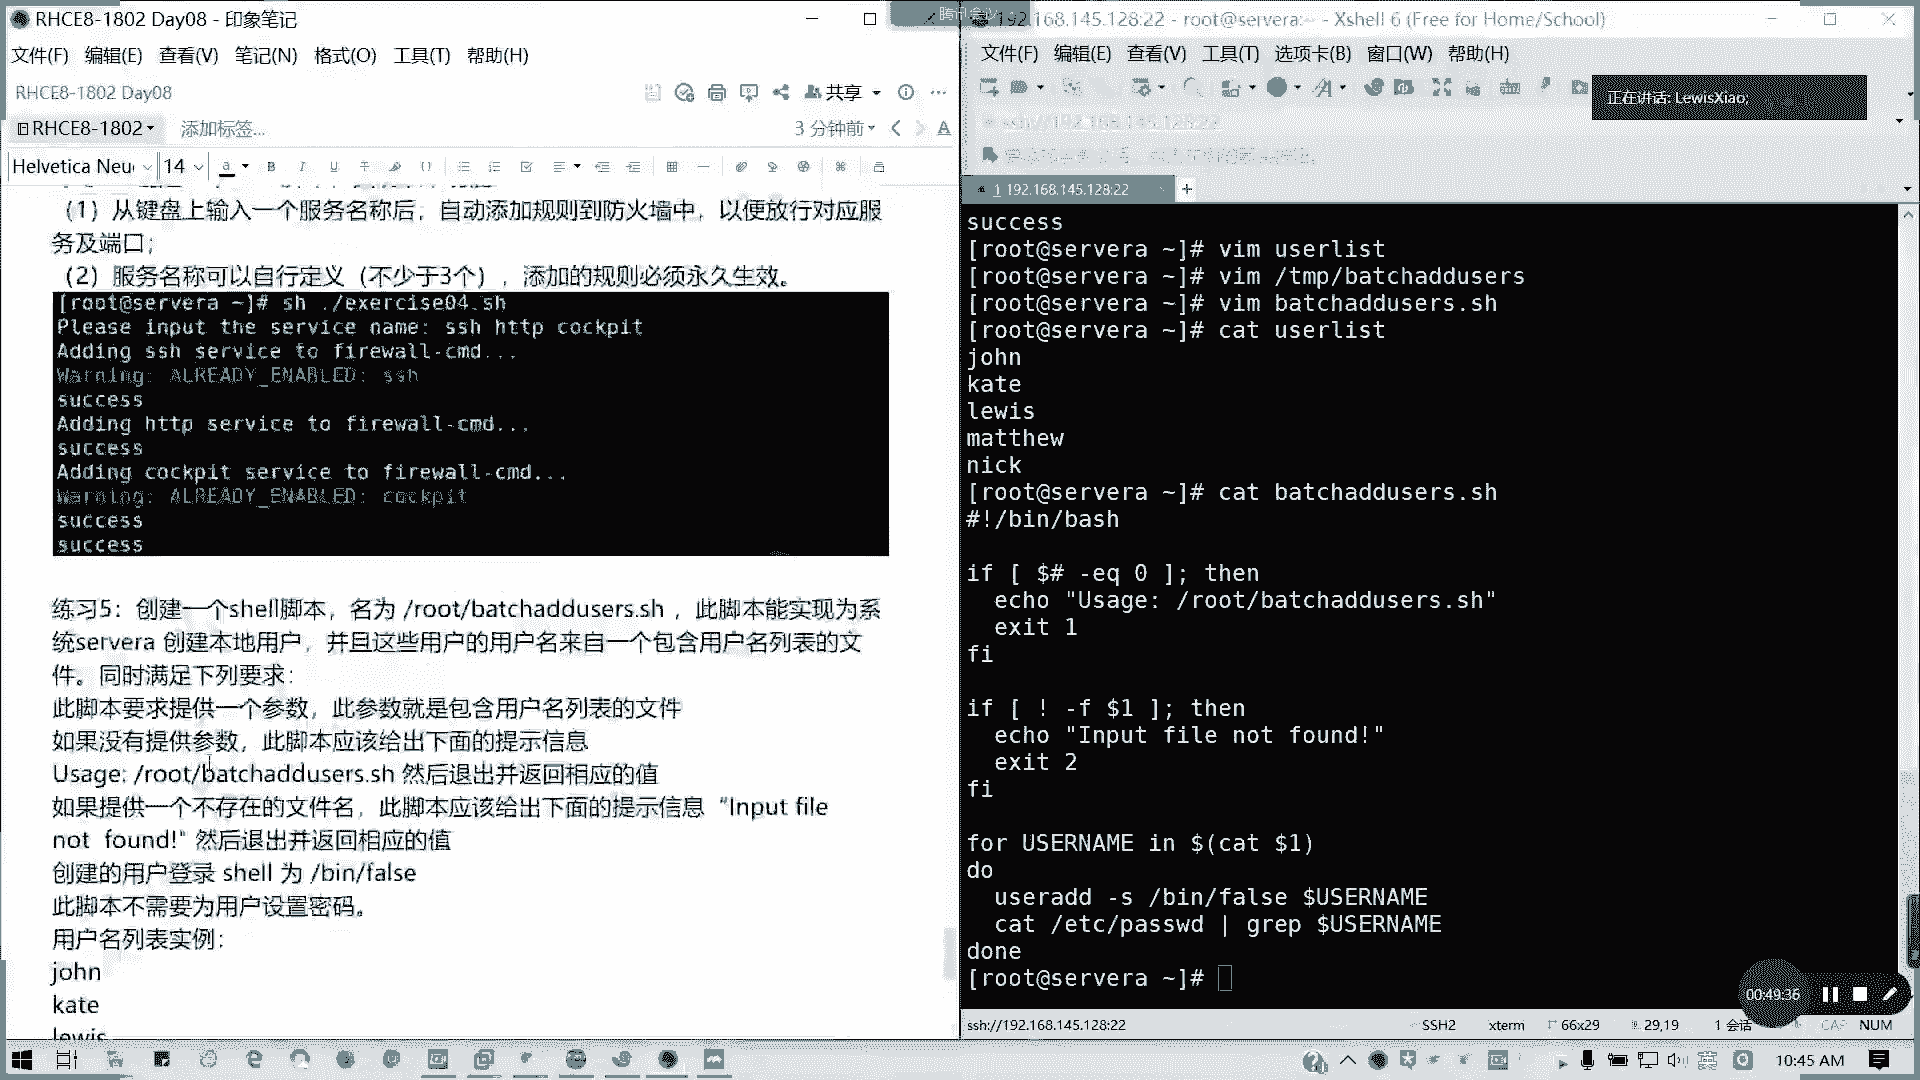 RHCE8-1802 Day08 - 印象笔记
文件(F) 编辑(E) 查看(V) 笔记(N) 格式(O) 工具(T) 帮助(H)
RHCE8-1802 Day08
共享
RHCE8-1802 添加标签...
3 分钟前
Helvetica Neu 14
（1）从键盘上输入一个服务名称后，自动添加规则到防火墙中，以便放行对应服
务及端口；
（2）服务名称可以自行定义（不少于3个），添加的规则必须永久生效。
[root@servera ~]# sh ./exercise04.sh
Please input the service name: ssh http cockpit
Adding ssh service to firewall-cmd...
Warning: ALREADY_ENABLED: ssh
success
Adding http service to firewall-cmd...
success
Adding cockpit service to firewall-cmd...
Warning: ALREADY_ENABLED: cockpit
success
success
练习5：创建一个shell脚本，名为 /root/batchaddusers.sh ，此脚本能实现为系
统servera 创建本地用户，并且这些用户的用户名来自一个包含用户名列表的文
件。同时满足下列要求：
此脚本要求提供一个参数，此参数就是包含用户名列表的文件
如果没有提供参数，此脚本应该给出下面的提示信息
Usage: /root/batchaddusers.sh 然后退出并返回相应的值
如果提供一个不存在的文件名，此脚本应该给出下面的提示信息 “Input file
not found!" 然后退出并返回相应的值
创建的用户登录 shell 为 /bin/false
此脚本不需要为用户设置密码。
用户名列表实例：
john
kate
lewis
腾讯会议
192.168.145.128:22 - root@servera:~ - Xshell 6 (Free for Home/School)
文件(F) 编辑(E) 查看(V) 工具(T) 选项卡(B) 窗口(W) 帮助(H)
正在讲话: LewisXiao;
ssh://192.168.145.128:22
1 192.168.145.128:22
success
[root@servera ~]# vim userlist
[root@servera ~]# vim /tmp/batchaddusers
[root@servera ~]# vim batchaddusers.sh
[root@servera ~]# cat userlist
john
kate
lewis
matthew
nick
[root@servera ~]# cat batchaddusers.sh
#!/bin/bash
if [ $# -eq 0 ]; then
echo "Usage: /root/batchaddusers.sh"
exit 1
fi
if [ ! -f $1 ]; then
echo "Input file not found!"
exit 2
fi
for USERNAME in $(cat $1)
do
useradd -s /bin/false $USERNAME
cat /etc/passwd | grep $USERNAME
done
[root@servera ~]#
00:49:36
ssh://192.168.145.128:22 SSH2 xterm 66x29 29,19 1 会话 CAP NUM
英 10:45 AM